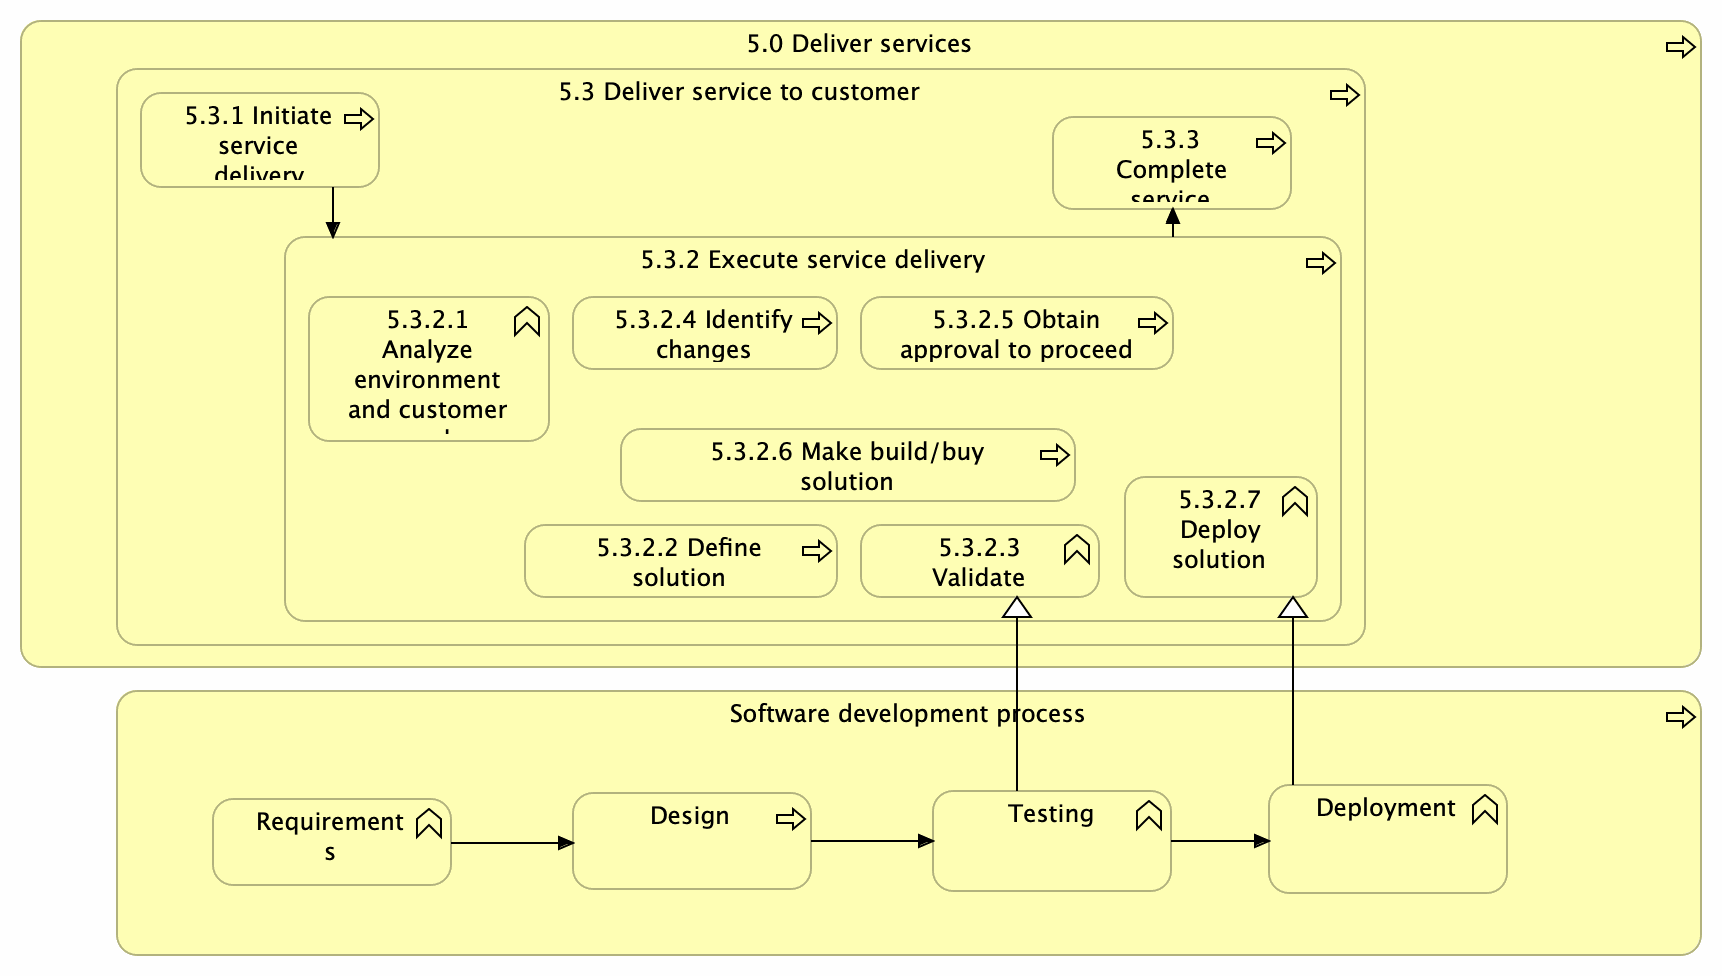 5.0 Deliver services
5.3 Deliver service to customer
5.3.1 Initiate
service
delivery
5.3.3
Complete
service
5.3.2 Execute service delivery
5.3.2.1
Analyze
environment
and customer
5.3.2.4 Identify
changes
5.3.2.5 Obtain
approval to proceed
5.3.2.6 Make build/buy
solution
5.3.2.7
Deploy
solution
5.3.2.2 Define
solution
5.3.2.3
Validate
Software development process
Requirement
s
Design
Testing
Deployment